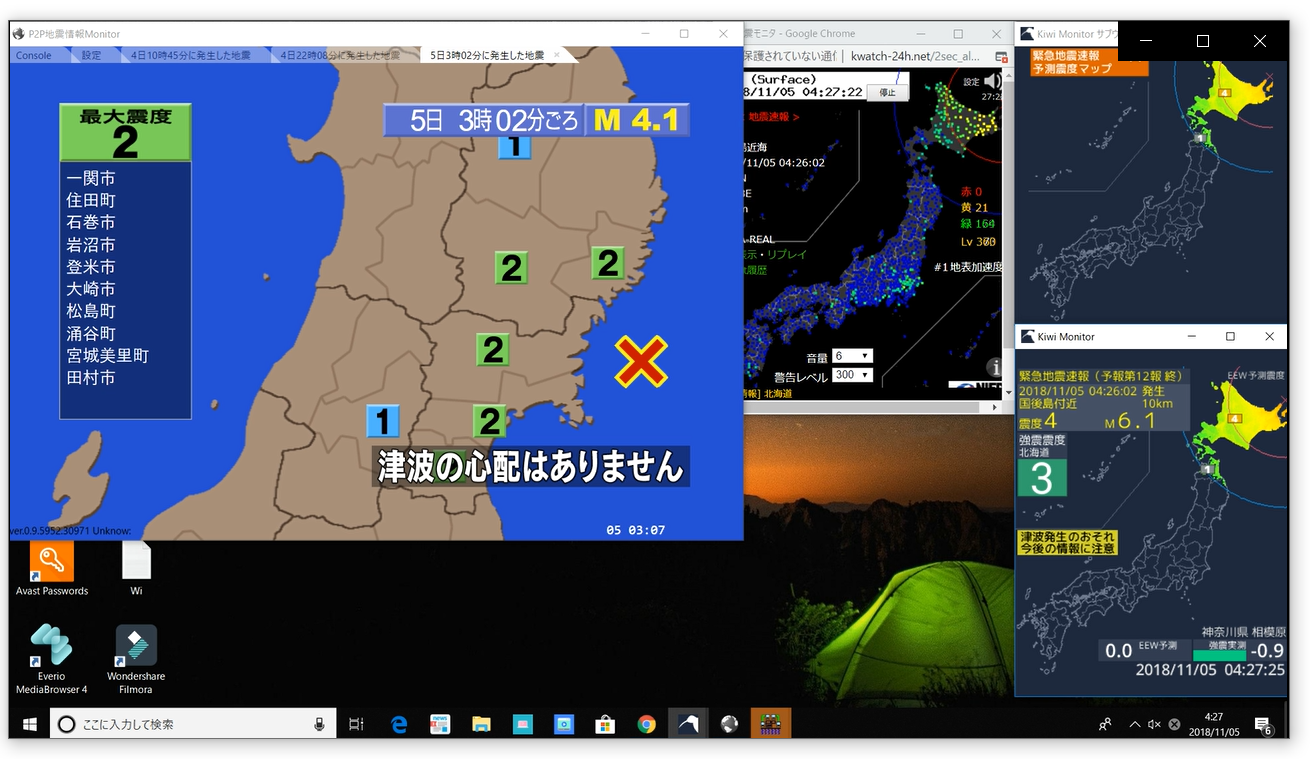 P2P地震情報Monitor
Console
設定
4日10時45分に発生した地震
4日22時08分に発生した地震
5日3時02分に発生した地震
最大震度
2
一関市
住田町
石巻市
岩沼市
登米市
大崎市
松島町
涌谷町
宮城美里町
田村市
5日 3時02分ごろ M 4.1
1
2
2
2
1
2
津波の心配はありません
ver.0.9.5952.30971 Unknow:
05 03:07
震モニタ - Google Chrome
保護されていない通信 | kwatch-24h.net/2sec_al...
(Surface)
8/11/05 04:27:22
停止
設定
地震速報 >
近海
/11/05 04:26:02
REAL
示・リプレイ
履歴
赤 0
黄 21
緑 164
Lv
#1 地表加速度
音量 6
警告レベル 300
情報] 北海道
Kiwi Monitor サブウ
緊急地震速報
予測震度マップ
4
1
Kiwi Monitor
緊急地震速報（予報第12報 終）
2018/11/05 04:26:02 発生
国後島付近 10km
震度4 M6.1
EEW予測震度
強震震度
北海道
3
4
1
津波発生のおそれ
今後の情報に注意
神奈川県 相模原
0.0 EEW予測 強震実測 -0.9
2018/11/05 04:27:25
Avast Passwords
Wi
Everio
MediaBrowser 4
Wondershare
Filmora
ここに入力して検索
NEWS
4:27
2018/11/05
6